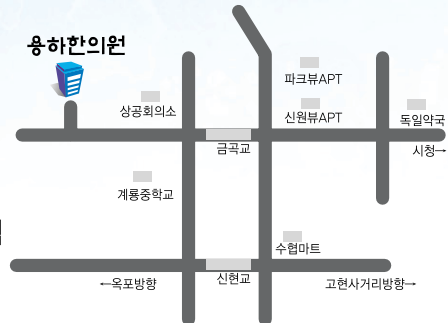 용하한의원
파크뷰APT
상공회의소
신원뷰APT
독일약국
금곡교
시청→
계룡중학교
수협마트
신현교
←옥포방향
고현사거리방향→